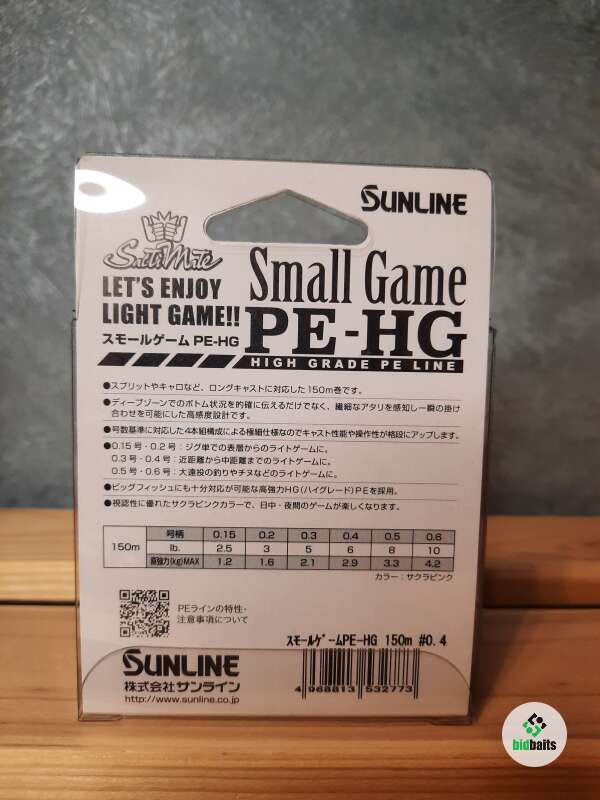 SUNLINE
SaltiMate
LET'S ENJOY
LIGHT GAME!!
スモールゲーム PE-HG
Small Game
PE-HG
HIGH GRADE PE LINE
●スプリットやキャロなど、ロングキャストに対応した150m巻です。
●ディープゾーンでのボトム状況を的確に伝えるだけでなく、繊細なアタリを感知し一瞬の掛け
合わせを可能にした高感度設計です。
●号数基準に対応した4本組構成による極細仕様なのでキャスト性能や操作性が格段にアップします。
●0.15号・0.2号：ジグ単での表層からのライトゲームに。
0.3号・0.4号：近距離から中距離までのライトゲームに。
0.5号・0.6号：大遠投の釣りやチヌなどのライトゲームに。
●ビッグフィッシュにも十分対応が可能な高強力HG（ハイグレード）PEを採用。
●視認性に優れたサクラピンクカラーで、日中・夜間のゲームが楽しくなります。
150m 号柄 0.15 0.2 0.3 0.4 0.5 0.6
lb. 2.5 3 5 6 8 10
直強力(kg)MAX 1.2 1.6 2.1 2.9 3.3 4.2
カラー：サクラピンク
PEラインの特性・
注意事項について
スモールゲームPE-HG 150m #0.4
SUNLINE
株式会社サンライン
http://www.sunline.co.jp
4 968813 532773
bidbaits